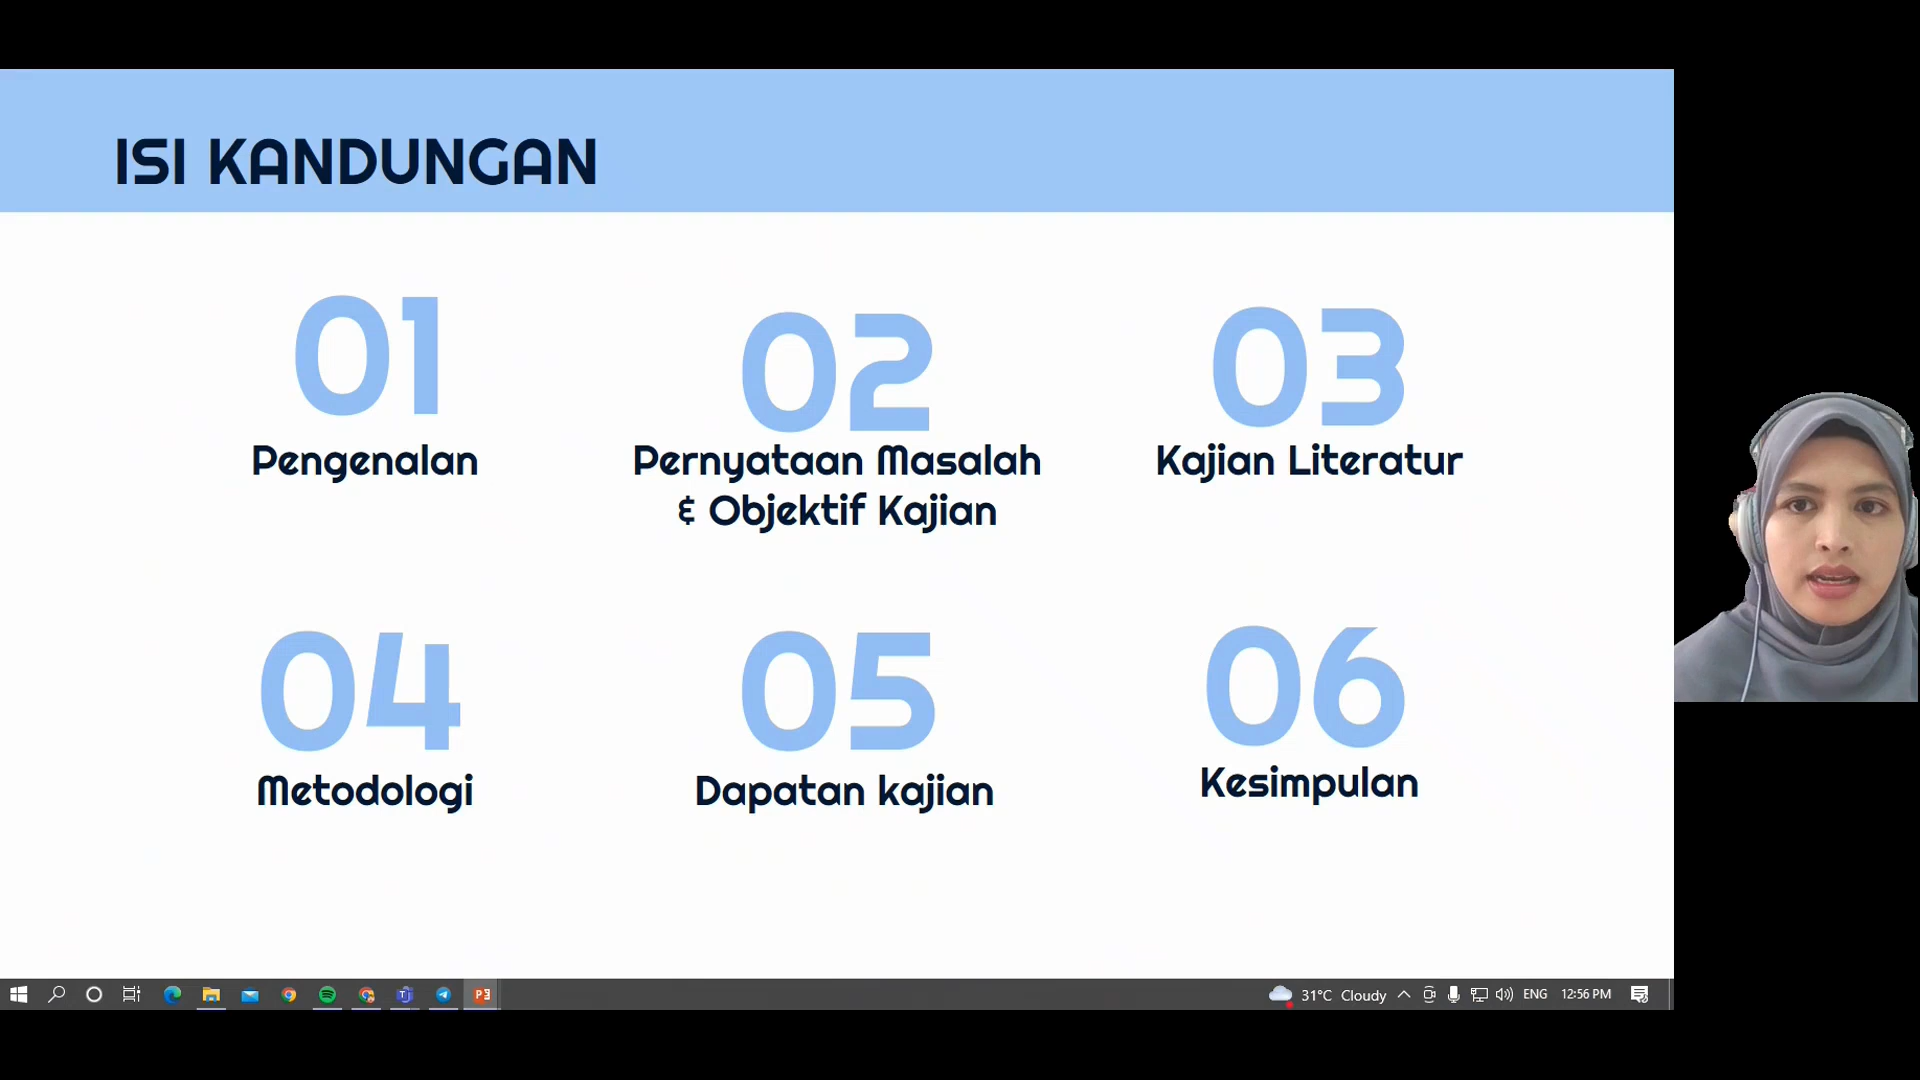 ISI KANDUNGAN
01
Pengenalan
02
Pernyataan Masalah
& Objektif Kajian
03
Kajian Literatur
04
Metodologi
05
Dapatan kajian
06
Kesimpulan
31°C Cloudy
ENG
12:56 PM